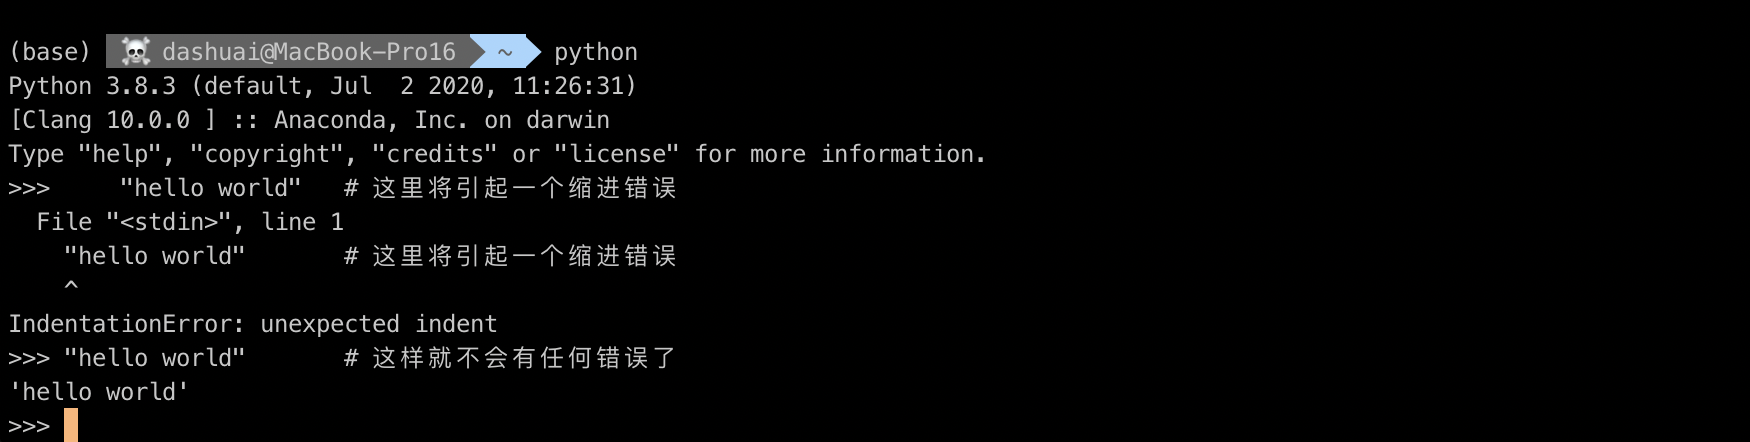 (base) ☠️ dashuai@MacBook-Pro16 ~ python
Python 3.8.3 (default, Jul  2 2020, 11:26:31)
[Clang 10.0.0 ] :: Anaconda, Inc. on darwin
Type "help", "copyright", "credits" or "license" for more information.
>>>     "hello world"   # 这里将引起一个缩进错误
  File "<stdin>", line 1
    "hello world"       # 这里将引起一个缩进错误
    ^
IndentationError: unexpected indent
>>> "hello world"       # 这样就不会有任何错误了
'hello world'
>>>